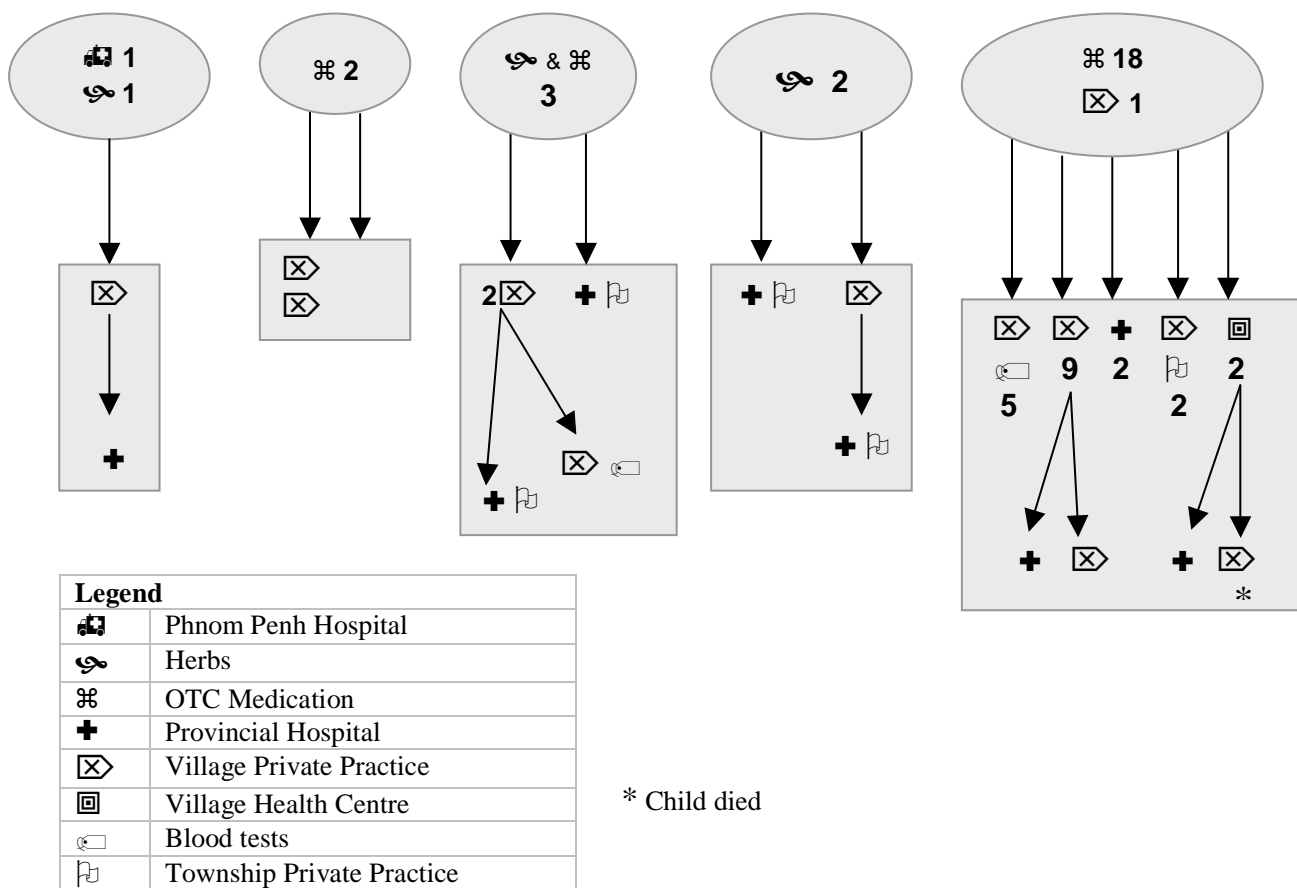 1
1
⌘ 2
& ⌘
3
2
⌘ 18
1
2
5
9
2
2
2
*
Legend
Phnom Penh Hospital
Herbs
⌘ OTC Medication
Provincial Hospital
Village Private Practice
Village Health Centre
Blood tests
Township Private Practice
* Child died